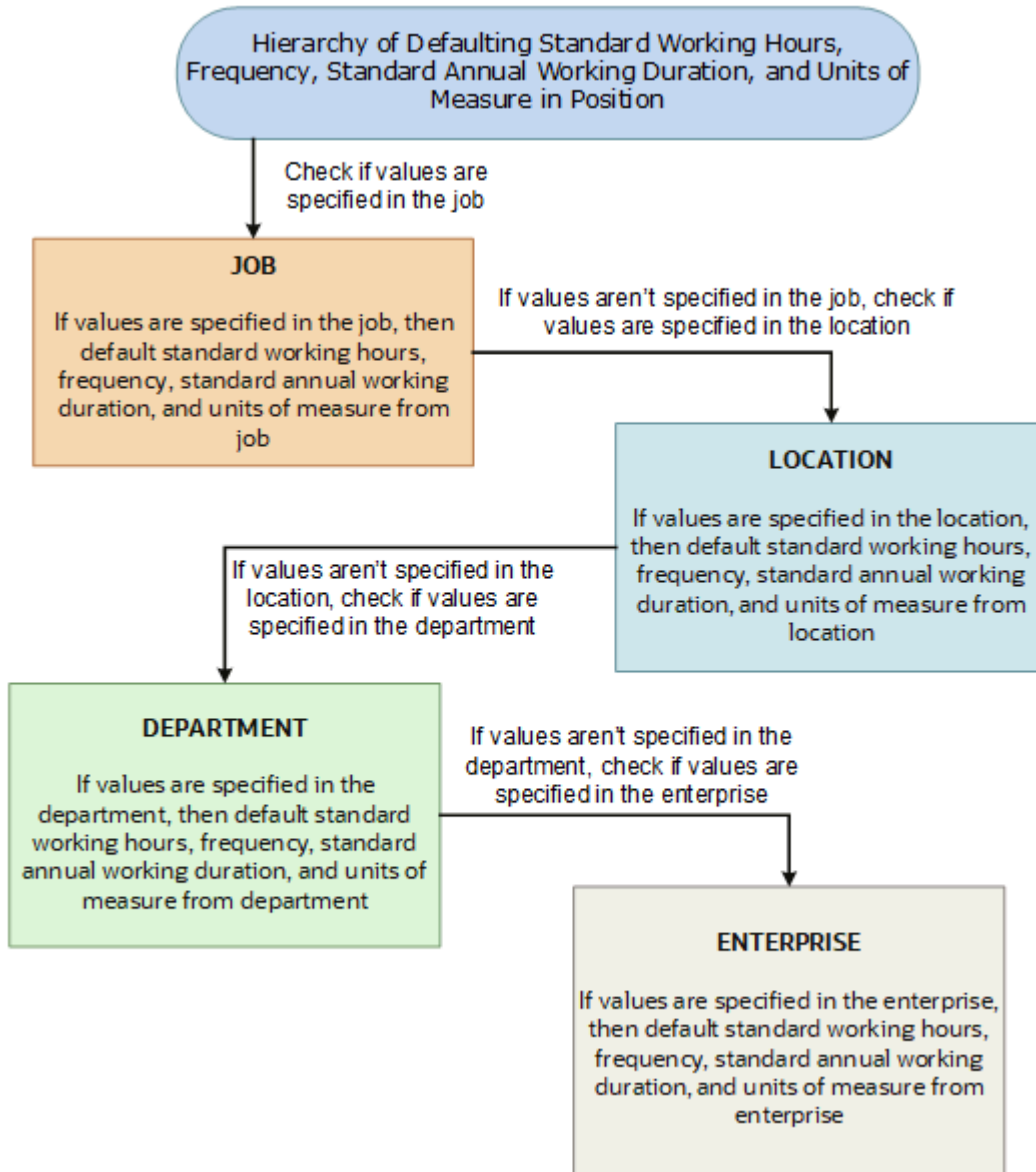 Hierarchy of Defaulting Standard Working Hours,
Frequency, Standard Annual Working Duration, and Units of
Measure in Position
Check if values are
specified in the job
JOB
If values are specified in the job, then
default standard working hours,
frequency, standard annual working
duration, and units of measure from
job
If values aren't specified in the job, check if
values are specified in the location
LOCATION
If values are specified in the location,
then default standard working hours,
frequency, standard annual working
duration, and units of measure from
location
If values aren't specified in the
location, check if values are
specified in the department
DEPARTMENT
If values are specified in the
department, then default standard
working hours, frequency, standard
annual working duration, and units of
measure from department
If values aren't specified in the
department, check if values are
specified in the enterprise
ENTERPRISE
If values are specified in the enterprise,
then default standard working hours,
frequency, standard annual working
duration, and units of measure from
enterprise